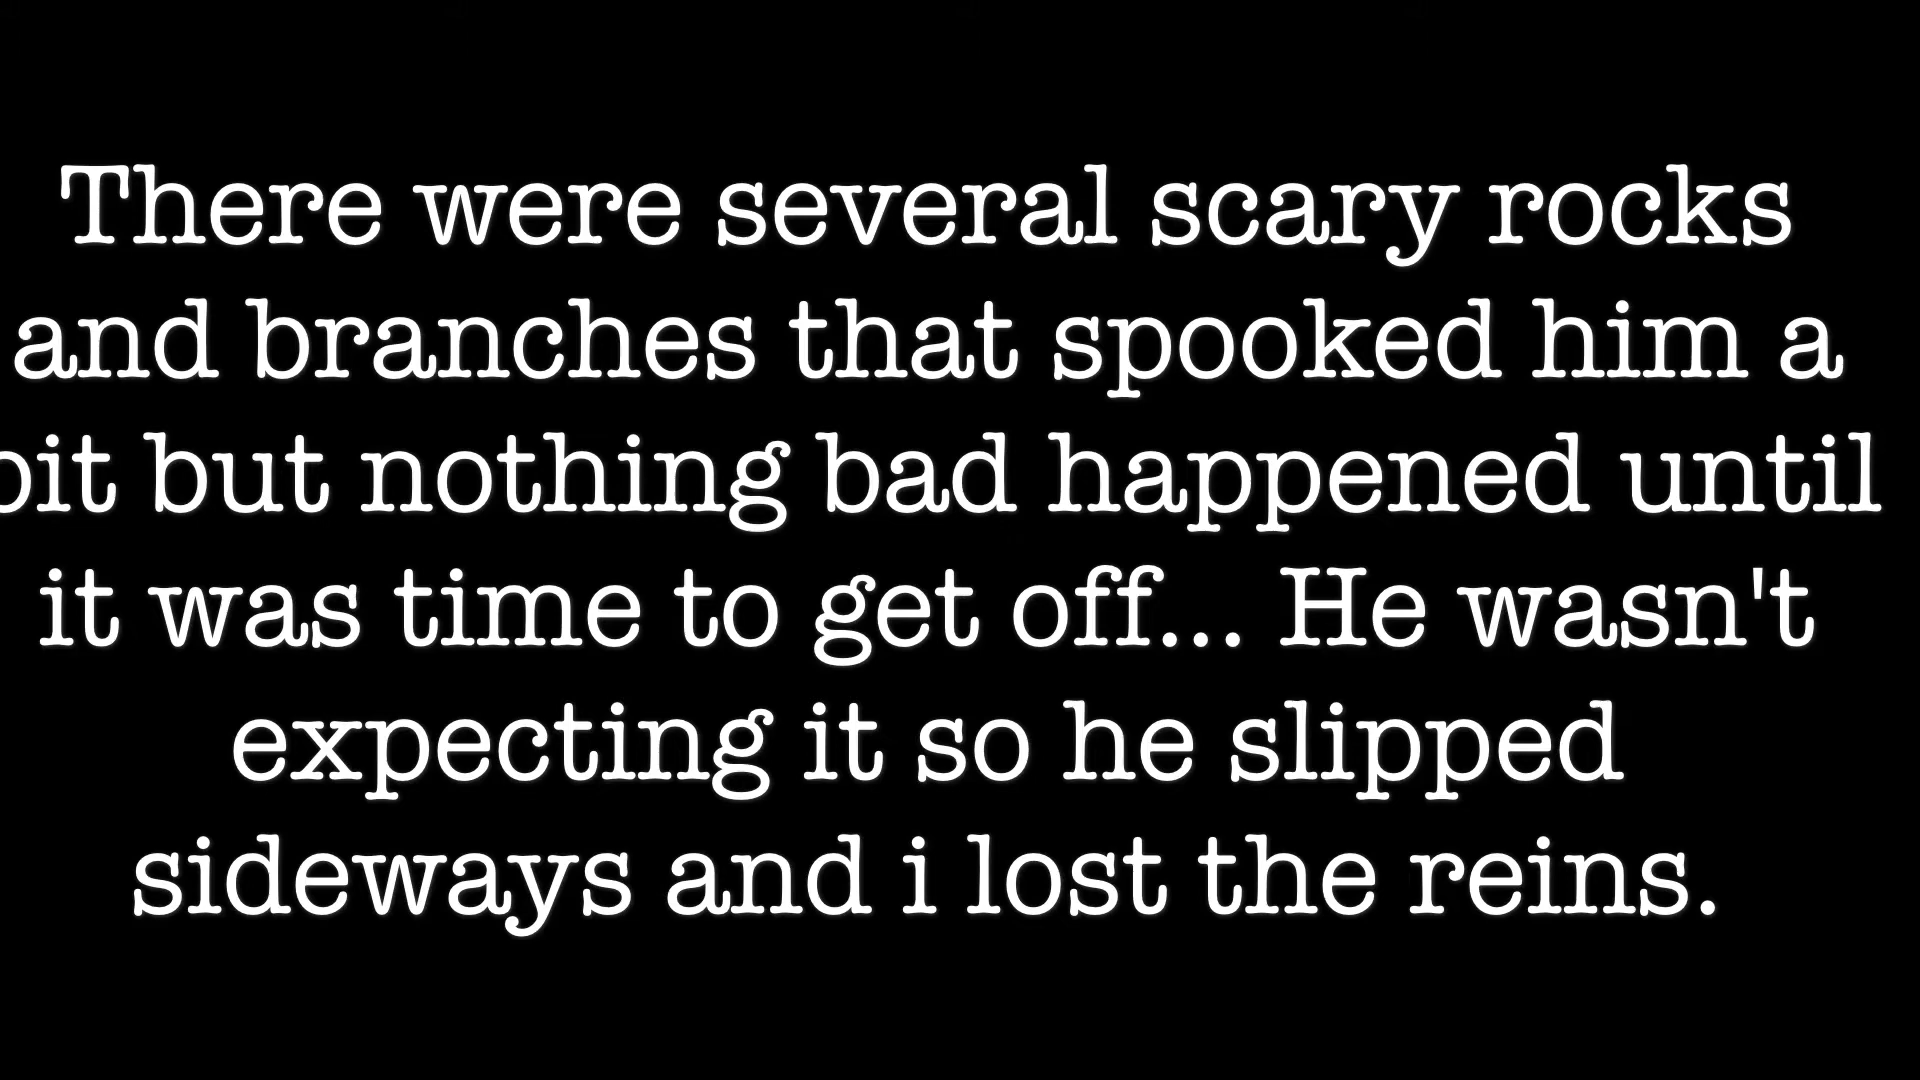 There were several scary rocks
and branches that spooked him a
bit but nothing bad happened until
it was time to get off... He wasn't
expecting it so he slipped
sideways and i lost the reins.